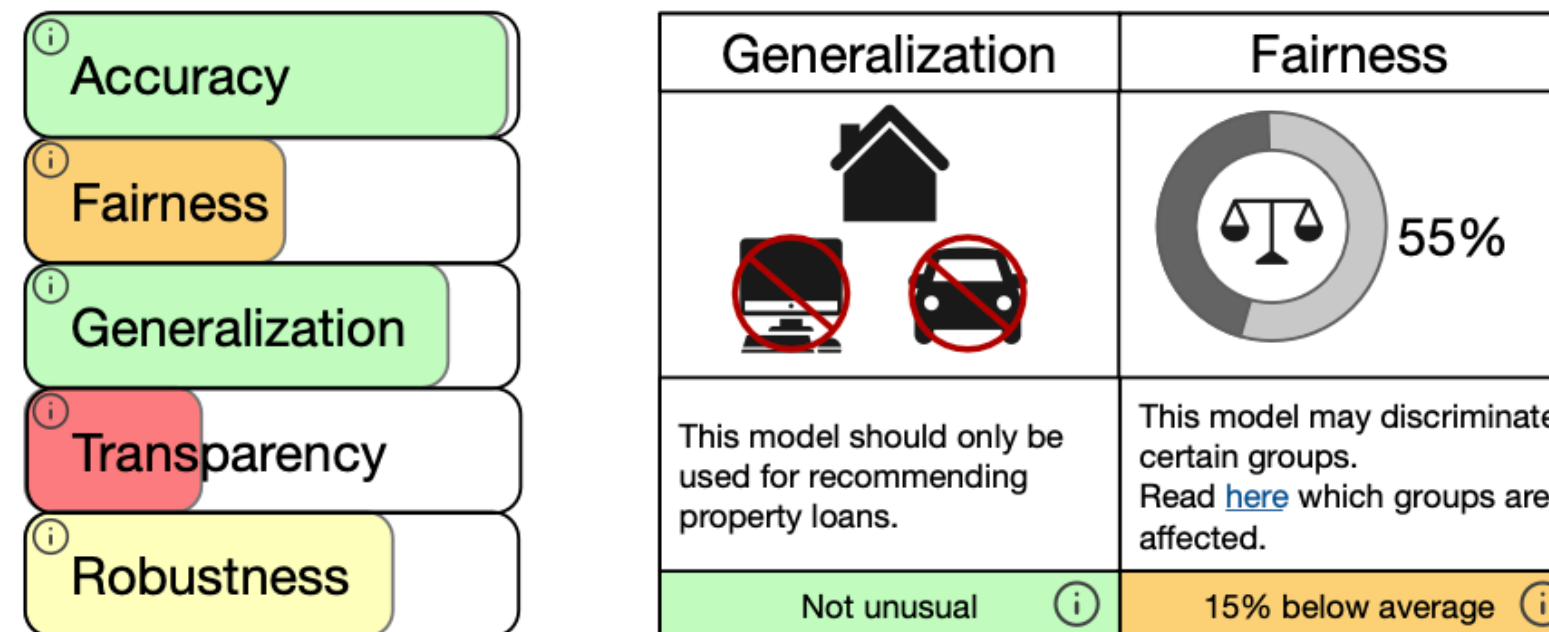 Accuracy
Fairness
Generalization
Transparency
Robustness
Generalization
This model should only be
used for recommending
property loans.
Not unusual
Fairness
55%
This model may discriminate
certain groups.
Read here which groups are
affected.
15% below average